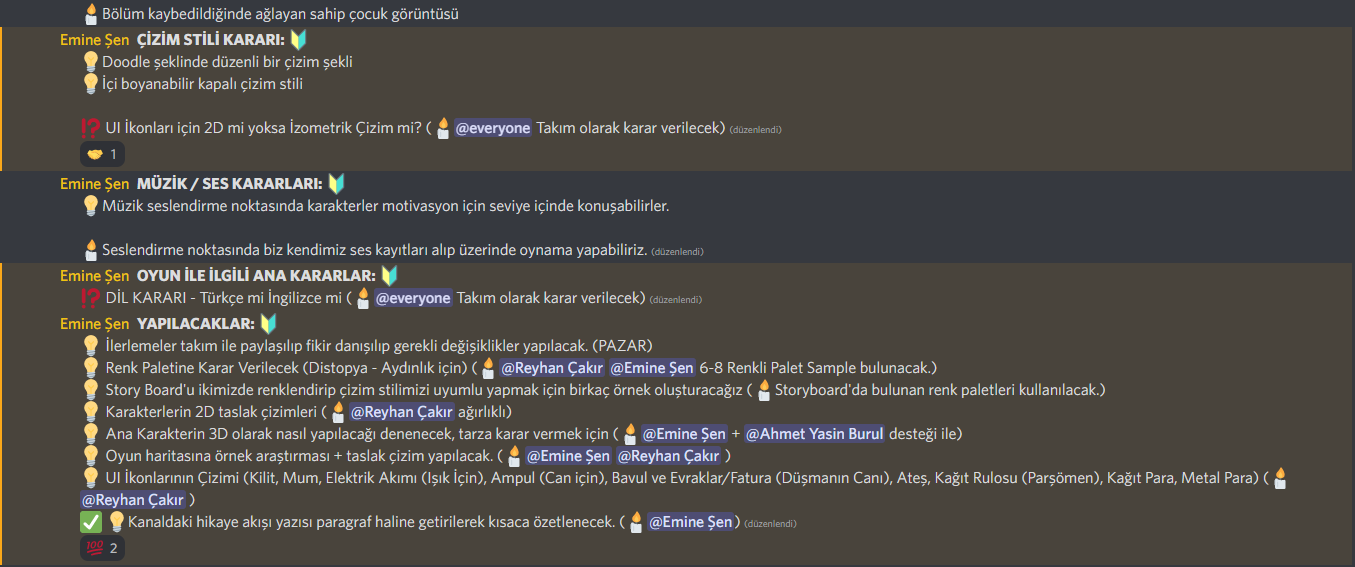 Bölüm kaybedildiğinde ağlayan sahip çocuk görüntüsü
Emine Şen ÇİZİM STİLİ KARARI:
Doodle şeklinde düzenli bir çizim şekli
İçi boyanabilir kapalı çizim stili
⁉ UI İkonları için 2D mi yoksa İzometrik Çizim mi? ( @everyone Takım olarak karar verilecek) (düzenlendi)
1
Emine Şen MÜZİK / SES KARARLARI:
Müzik seslendirme noktasında karakterler motivasyon için seviye içinde konuşabilirler.
Seslendirme noktasında biz kendimiz ses kayıtları alıp üzerinde oynama yapabiliriz. (düzenlendi)
Emine Şen OYUN İLE İLGİLİ ANA KARARLAR:
⁉ DİL KARARI - Türkçe mi İngilizce mi ( @everyone Takım olarak karar verilecek) (düzenlendi)
Emine Şen YAPILACAKLAR:
İlerlemeler takım ile paylaşılıp fikir danışılıp gerekli değişiklikler yapılacak. (PAZAR)
Renk Paletine Karar Verilecek (Distopya - Aydınlık için) ( @Reyhan Çakır @Emine Şen 6-8 Renkli Palet Sample bulunacak.)
Story Board'u ikimizde renklendirip çizim stilimizi uyumlu yapmak için birkaç örnek oluşturacağız ( Storyboard'da bulunan renk paletleri kullanılacak.)
Karakterlerin 2D taslak çizimleri ( @Reyhan Çakır ağırlıklı)
Ana Karakterin 3D olarak nasıl yapılacağı denenecek, tarza karar vermek için ( @Emine Şen + @Ahmet Yasin Burul desteği ile)
Oyun haritasına örnek araştırması + taslak çizim yapılacak. ( @Emine Şen @Reyhan Çakır )
UI İkonlarının Çizimi (Kilit, Mum, Elektrik Akımı (Işık İçin), Ampul (Can için), Bavul ve Evraklar/Fatura (Düşmanın Canı), Ateş, Kağıt Rulosu (Parşömen), Kağıt Para, Metal Para) (
@Reyhan Çakır )
Kanaldaki hikaye akışı yazısı paragraf haline getirilerek kısaca özetlenecek. ( @Emine Şen) (düzenlendi)
100 2